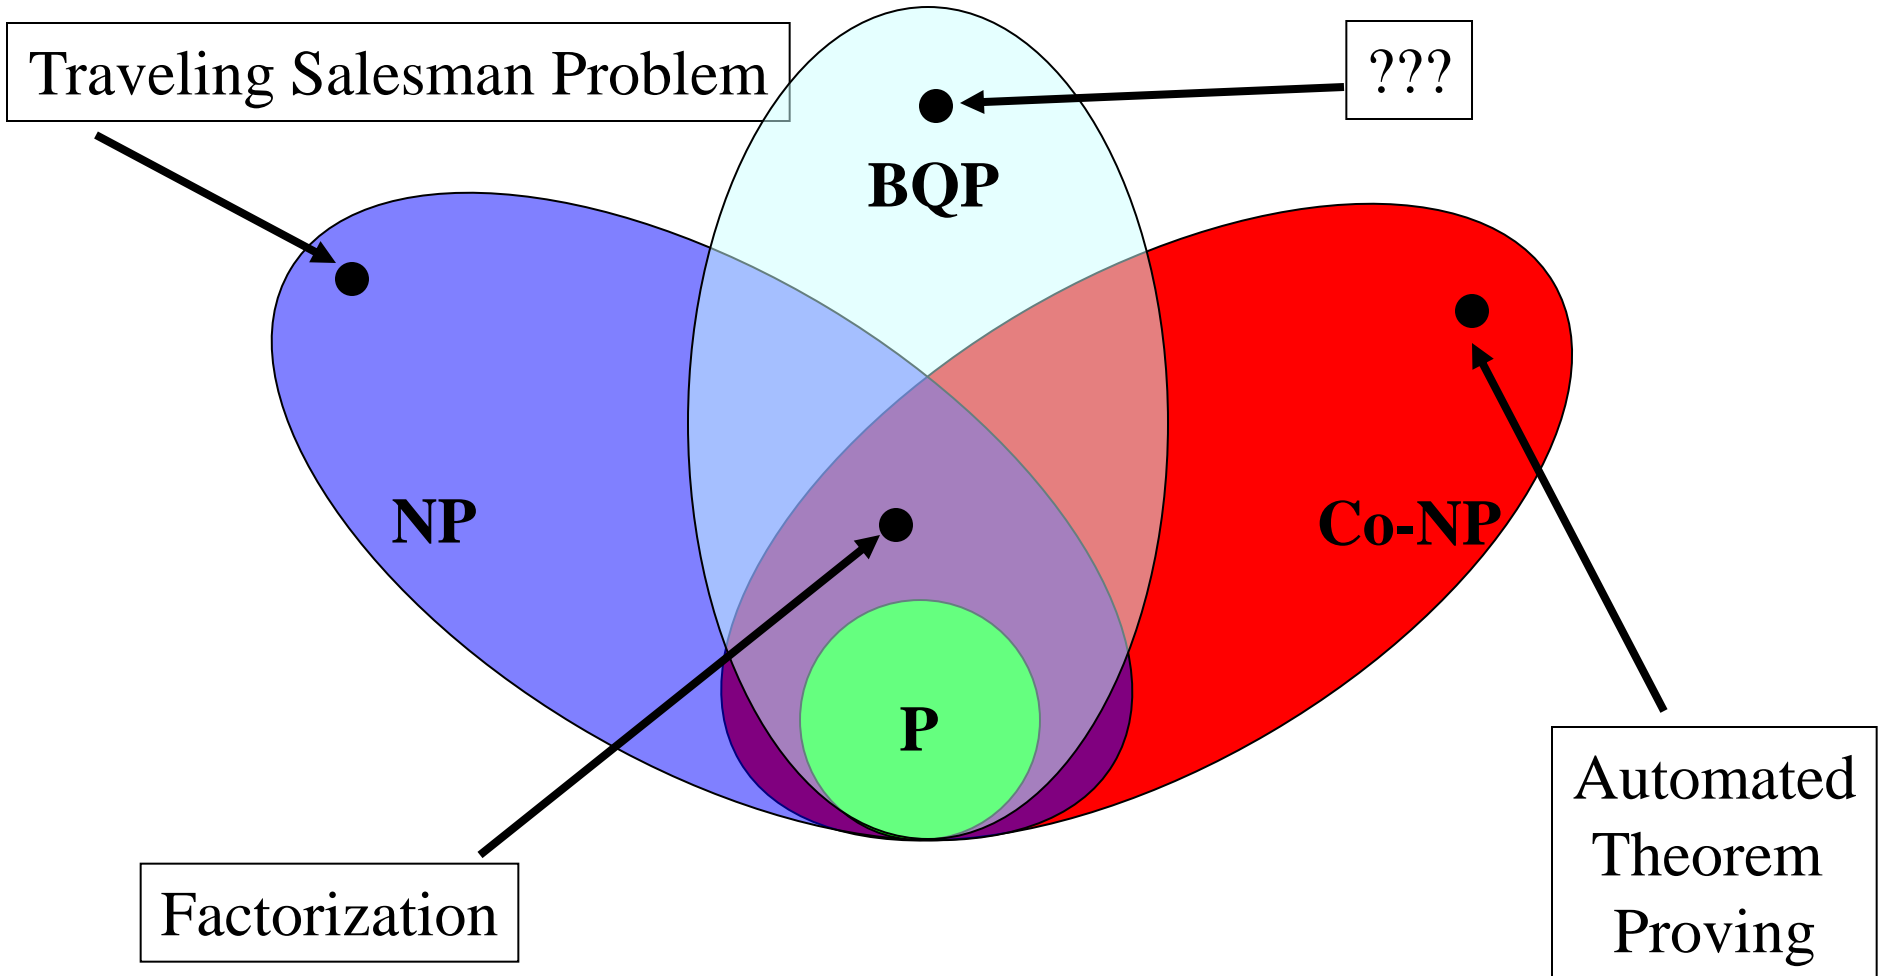 Traveling Salesman Problem
???
BQP
NP
Co-NP
P
Factorization
Automated
Theorem
Proving